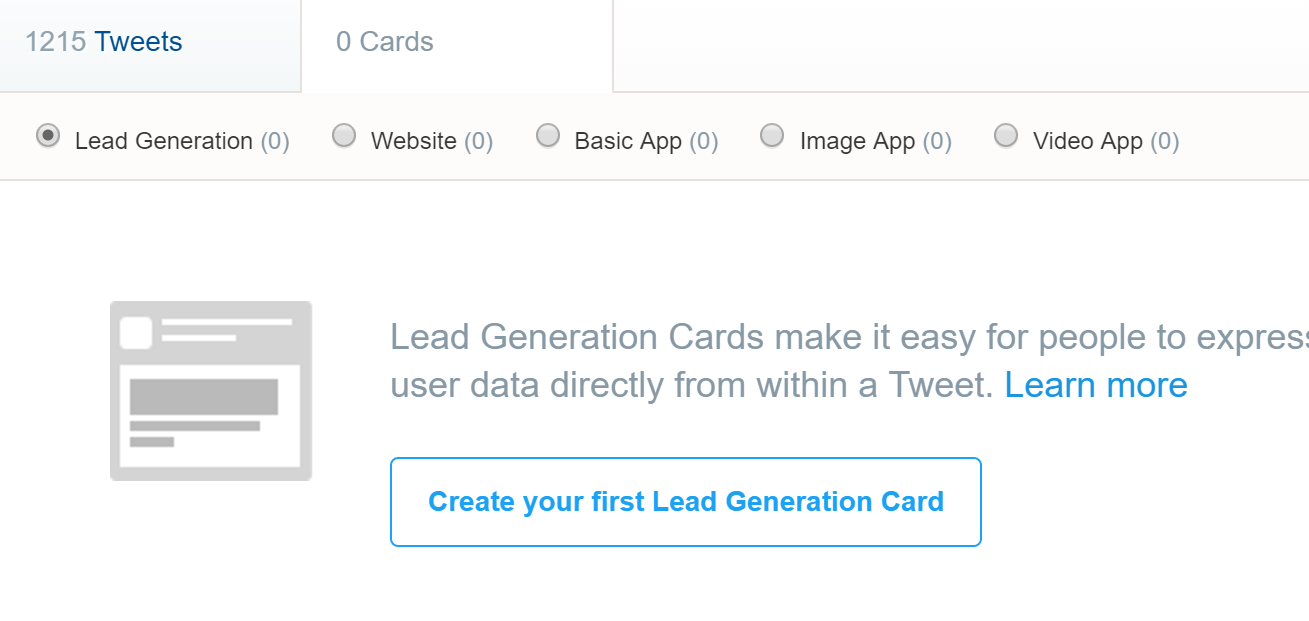 1215 Tweets 0 Cards
Lead Generation (0) Website (0) Basic App (0) Image App (0) Video App (0)
Lead Generation Cards make it easy for people to express
user data directly from within a Tweet. Learn more
Create your first Lead Generation Card